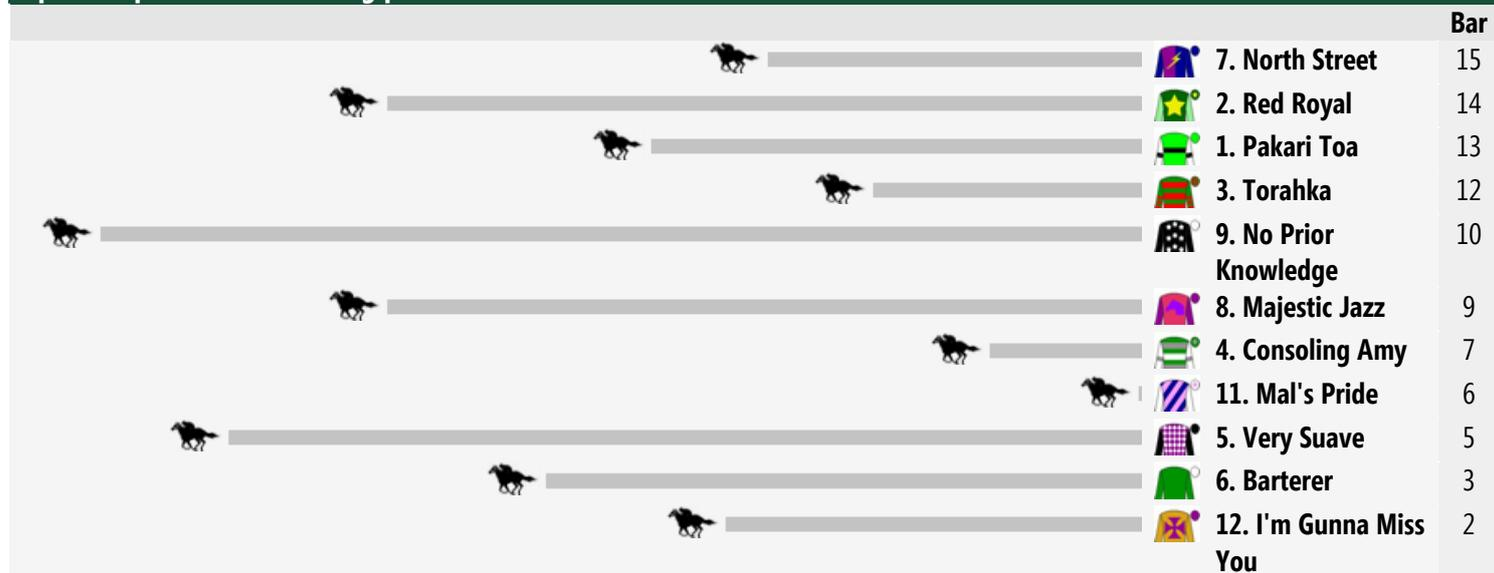 Bar
7. North Street 15
2. Red Royal 14
1. Pakari Toa 13
3. Torahka 12
9. No Prior 10
Knowledge
8. Majestic Jazz 9
4. Consoling Amy 7
11. Mal's Pride 6
5. Very Suave 5
6. Barterer 3
12. I'm Gunna Miss 2
You